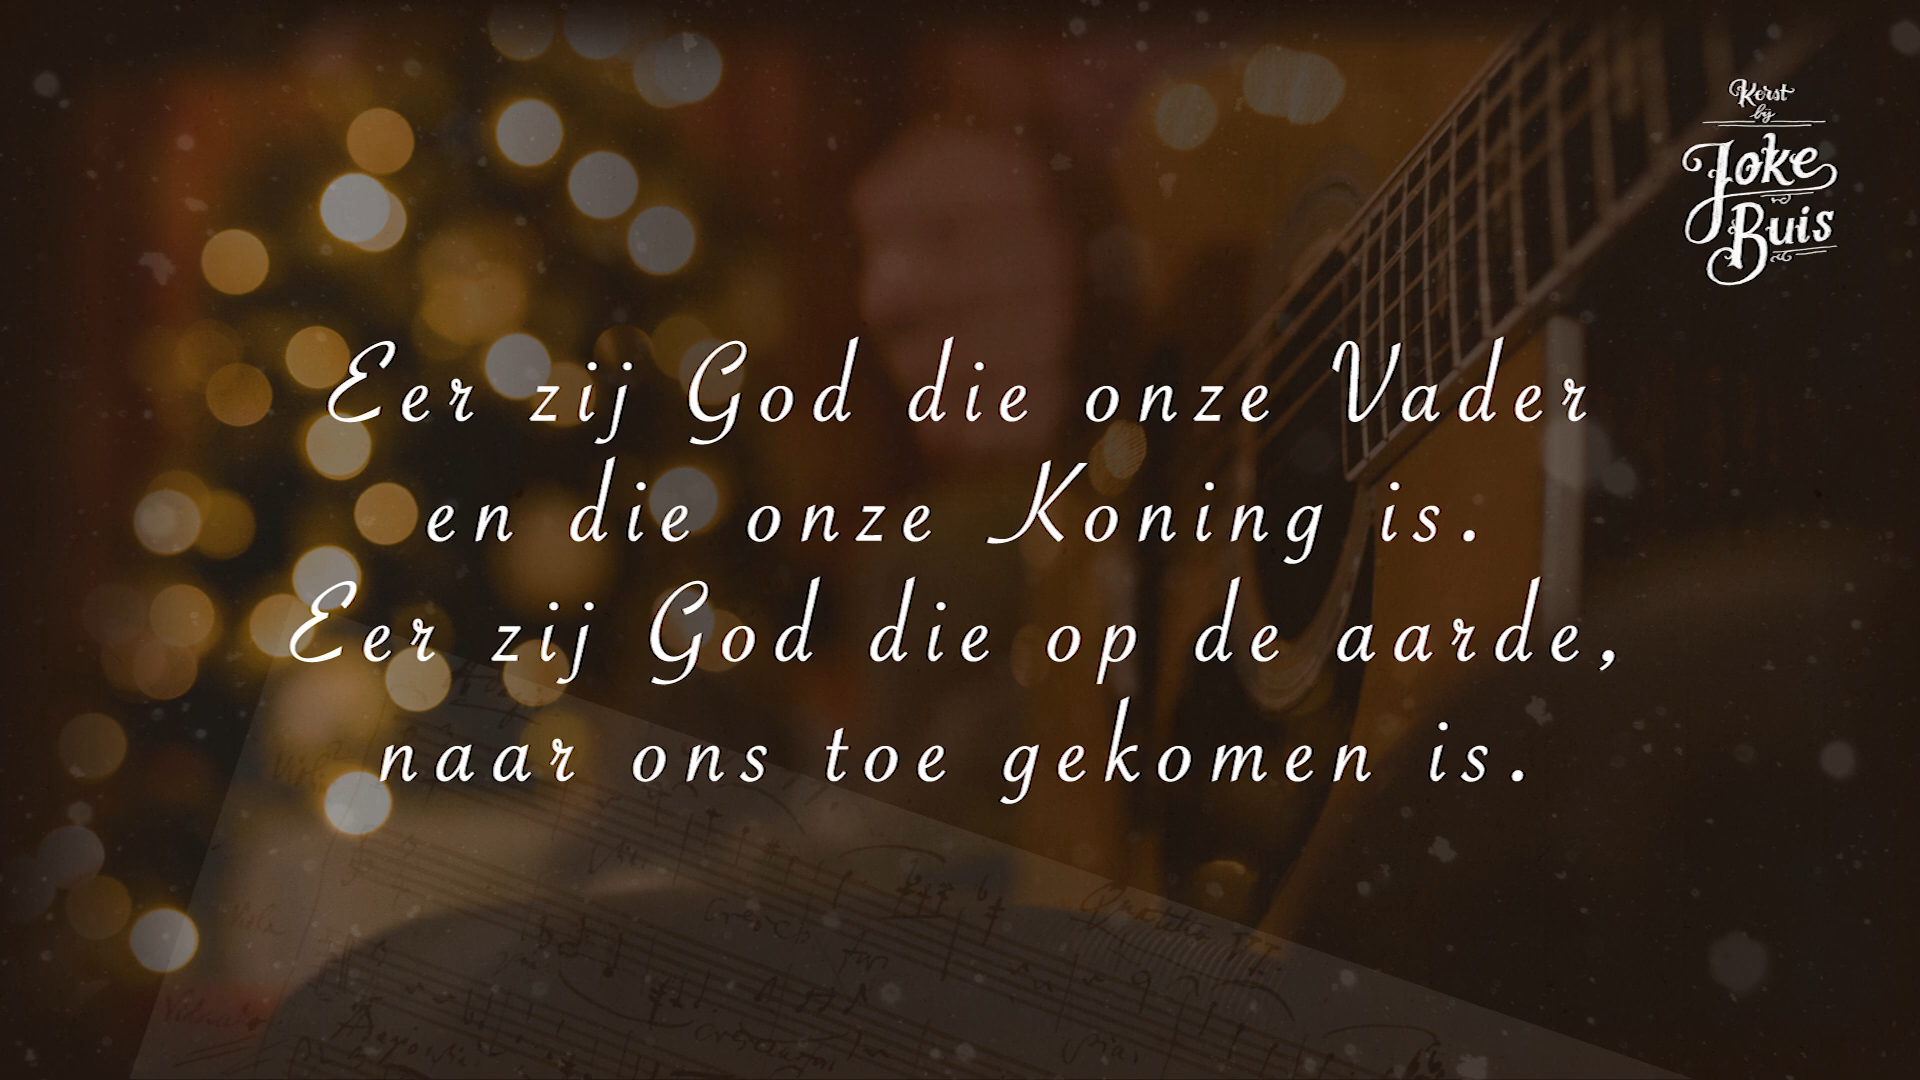 Kerst
bij
Joke
Buis
Eer zij God die onze Vader
en die onze Koning is.
Eer zij God die op de aarde,
naar ons toe gekomen is.
Cresch